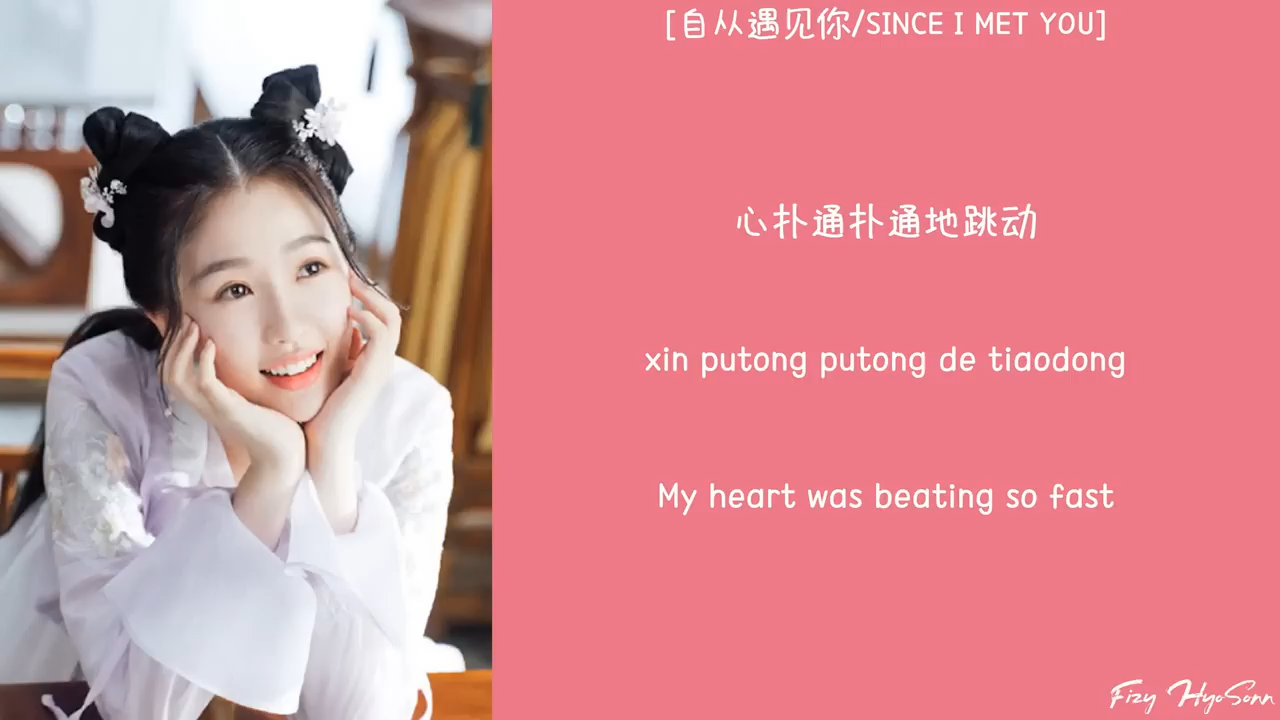 [自从遇见你/SINCE I MET YOU]
心扑通扑通地跳动
xin putong putong de tiaodong
My heart was beating so fast
Fizy HyoSonn